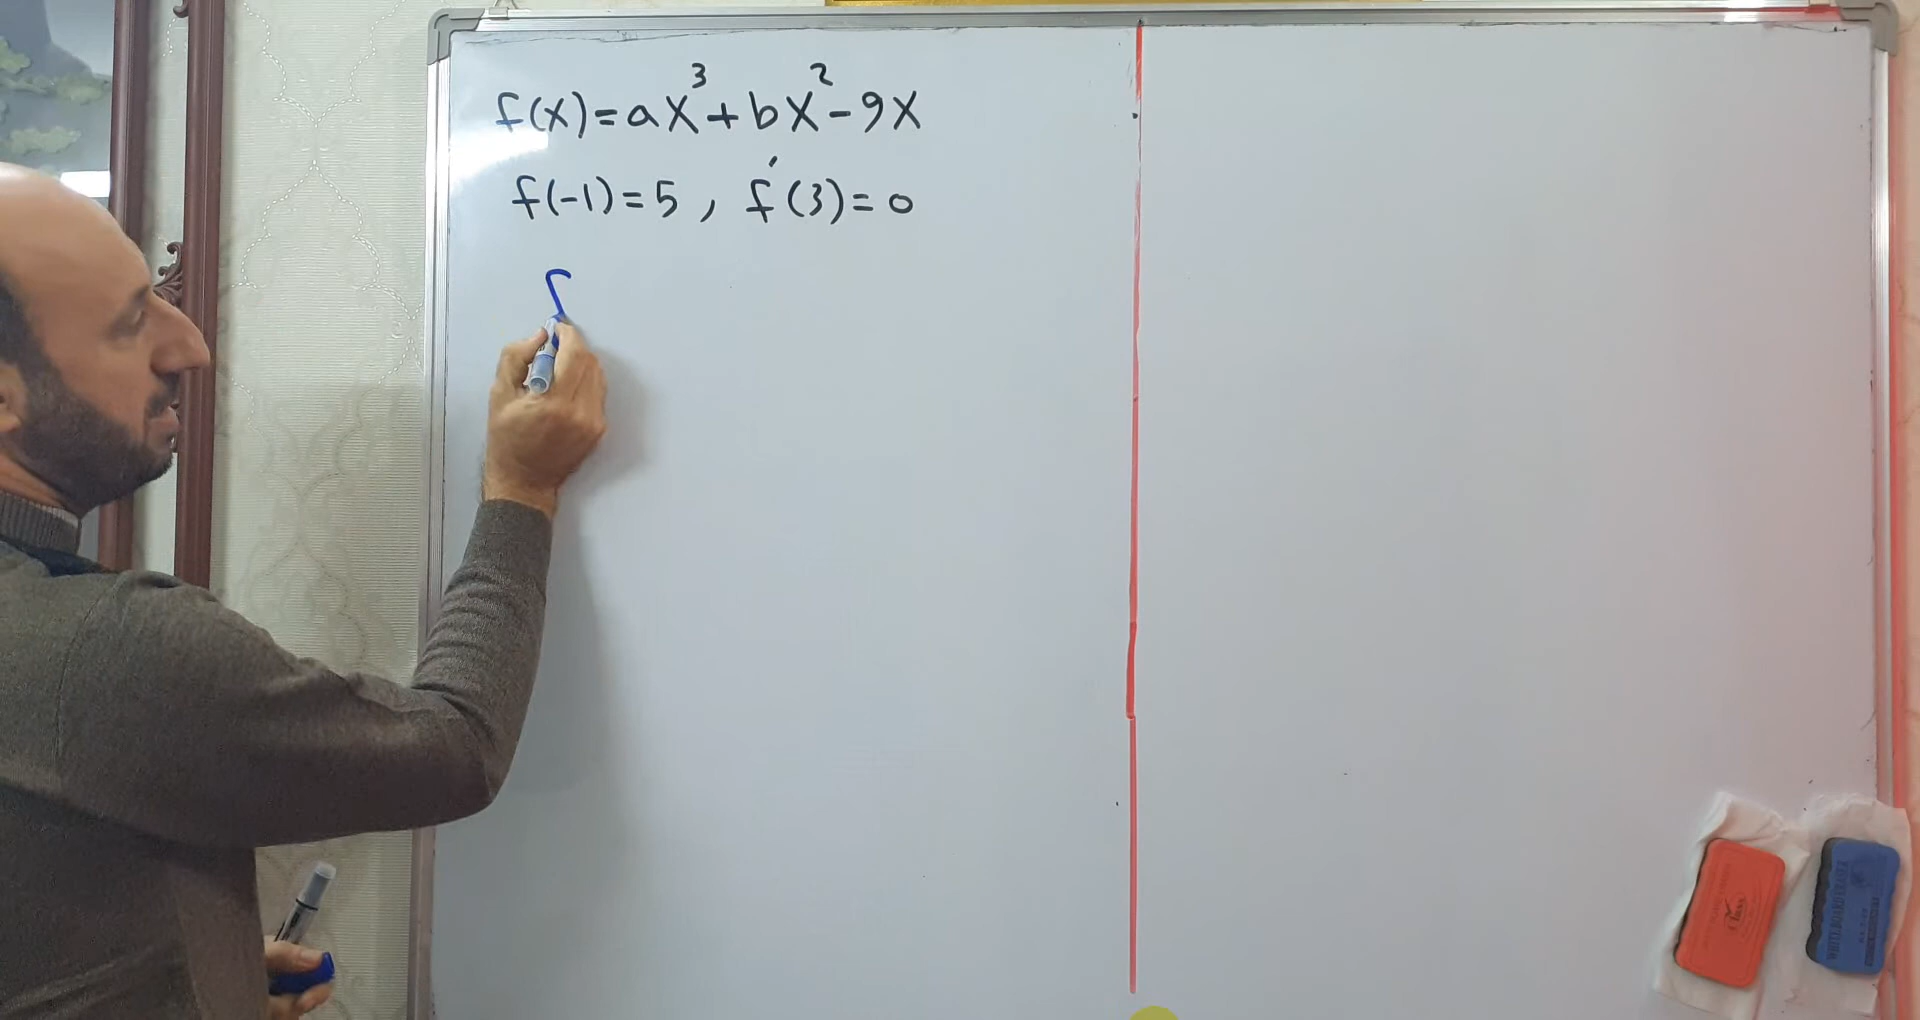 f(x)=ax³+bx²-9x
f(-1)=5, f′(3)=0